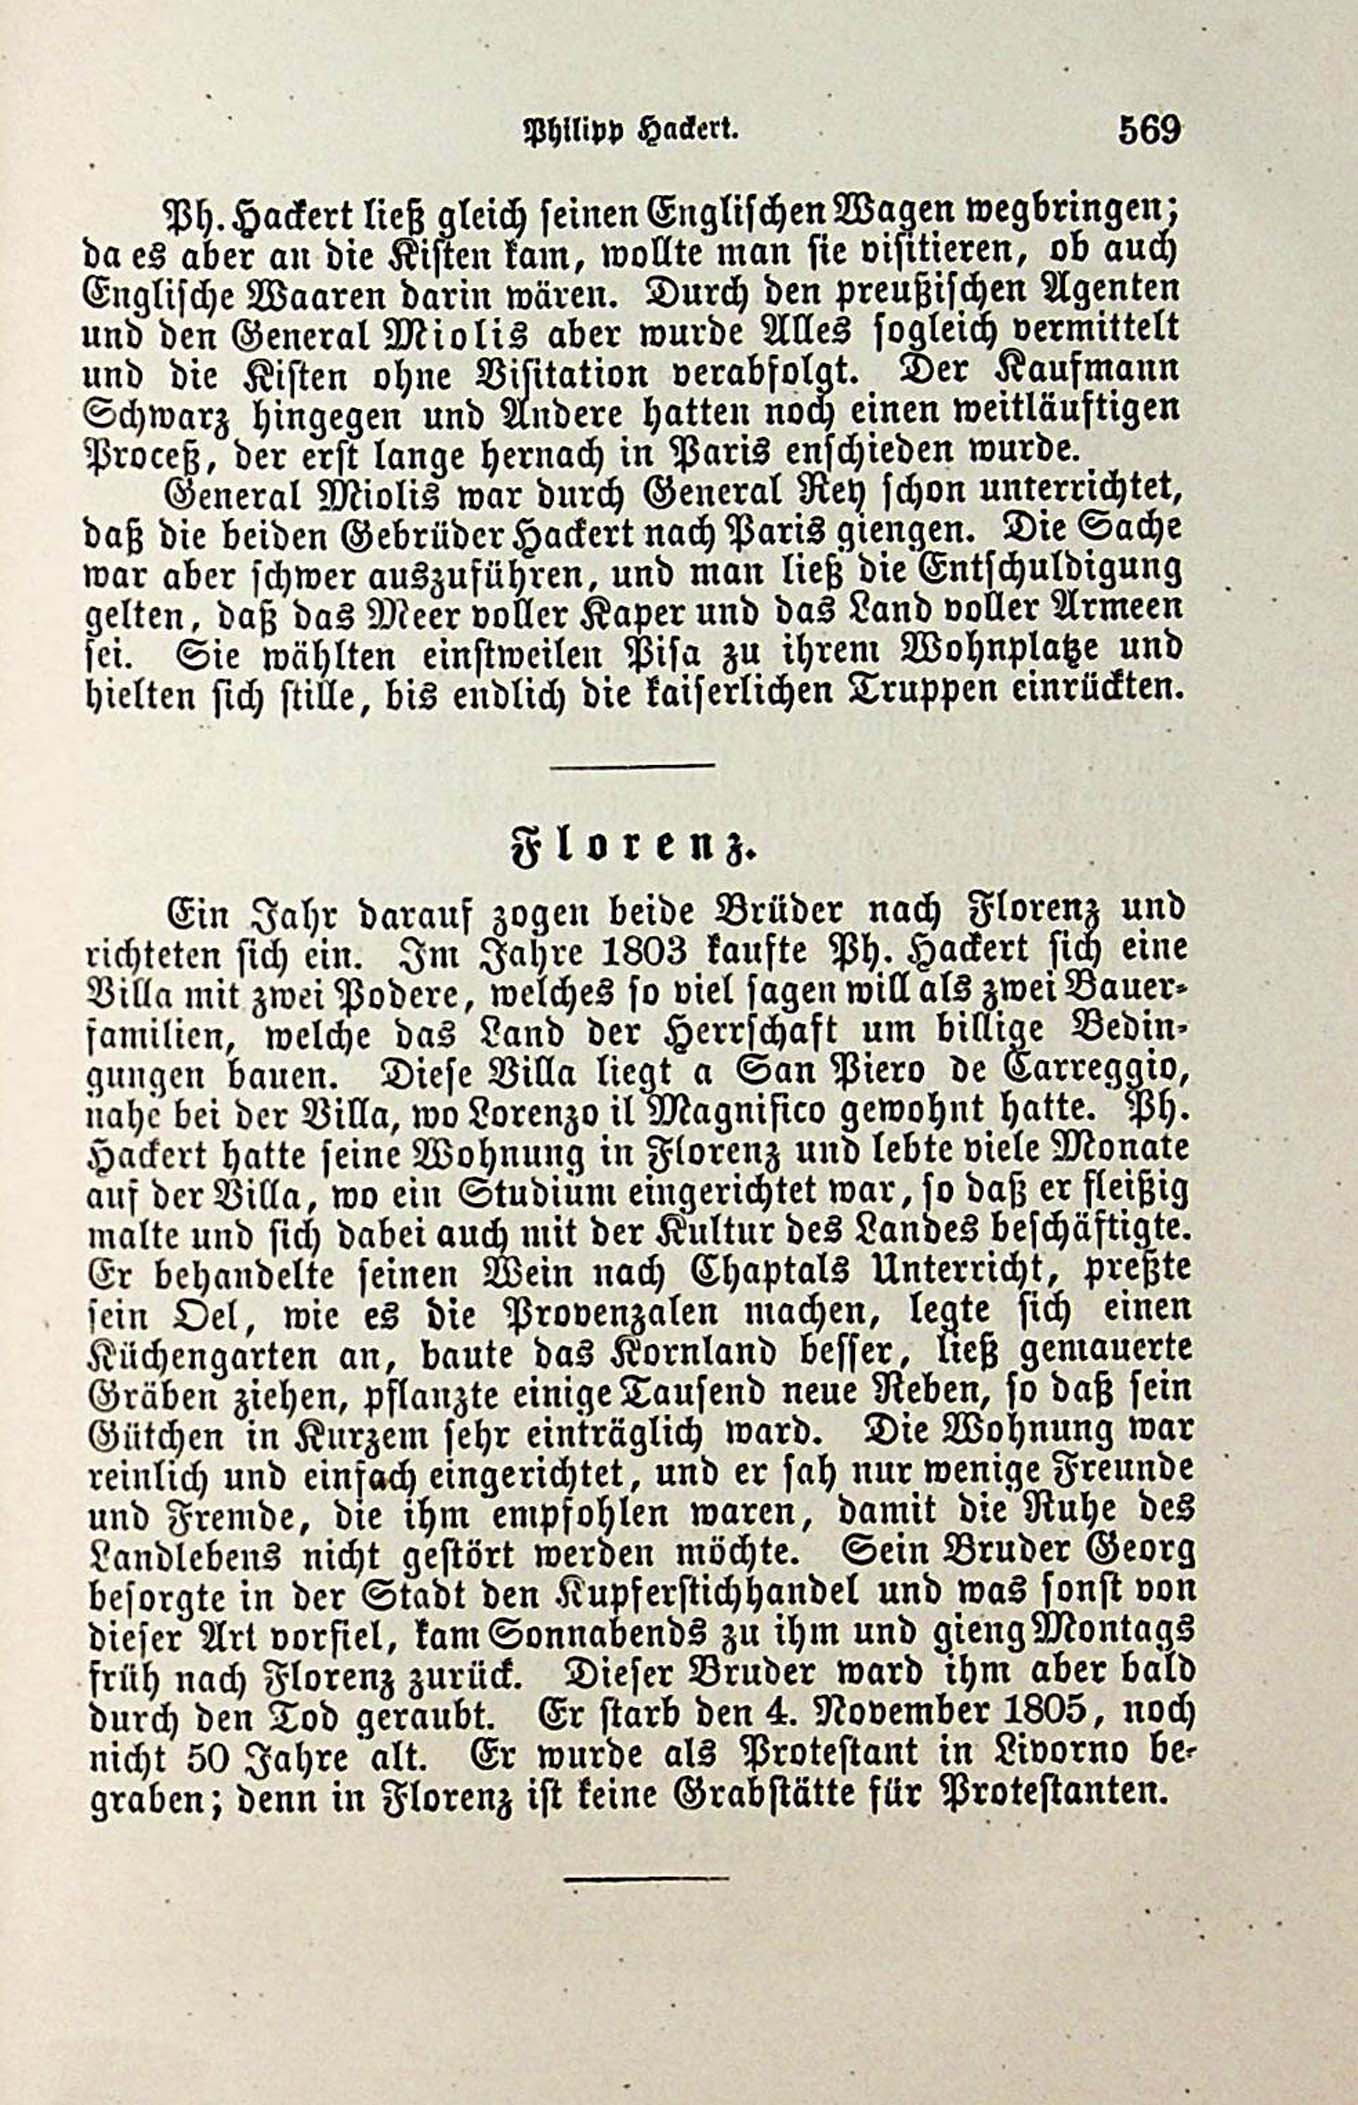 Philipp Hackert. 569
Ph. Hackert ließ gleich seinen Englischen Wagen wegbringen;
da es aber an die Kisten kam, wollte man sie visitieren, ob auch
Englische Waaren darin wären. Durch den preußischen Agenten
und den General Miolis aber wurde Alles sogleich vermittelt
und die Kisten ohne Visitation verabfolgt. Der Kaufmann
Schwarz hingegen und Andere hatten noch einen weitläuftigen
Proceß, der erst lange hernach in Paris enschieden wurde.
General Miolis war durch General Rey schon unterrichtet,
daß die beiden Gebrüder Hackert nach Paris giengen. Die Sache
war aber schwer auszuführen, und man ließ die Entschuldigung
gelten, daß das Meer voller Kaper und das Land voller Armeen
sei. Sie wählten einstweilen Pisa zu ihrem Wohnplatze und
hielten sich stille, bis endlich die kaiserlichen Truppen einrückten.
Florenz.
Ein Jahr darauf zogen beide Brüder nach Florenz und
richteten sich ein. Im Jahre 1803 kaufte Ph. Hackert sich eine
Villa mit zwei Podere, welches so viel sagen will als zwei Bauer-
familien, welche das Land der Herrschaft um billige Bedin-
gungen bauen. Diese Villa liegt a San Piero de Carreggio,
nahe bei der Villa, wo Lorenzo il Magnifico gewohnt hatte. Ph.
Hackert hatte seine Wohnung in Florenz und lebte viele Monate
auf der Villa, wo ein Studium eingerichtet war, so daß er fleißig
malte und sich dabei auch mit der Kultur des Landes beschäftigte.
Er behandelte seinen Wein nach Chaptals Unterricht, preßte
sein Oel, wie es die Provenzalen machen, legte sich einen
Küchengarten an, baute das Kornland besser, ließ gemauerte
Gräben ziehen, pflanzte einige Tausend neue Reben, so daß sein
Gütchen in Kurzem sehr einträglich ward. Die Wohnung war
reinlich und einfach eingerichtet, und er sah nur wenige Freunde
und Fremde, die ihm empfohlen waren, damit die Ruhe des
Landlebens nicht gestört werden möchte. Sein Bruder Georg
besorgte in der Stadt den Kupferstichhandel und was sonst von
dieser Art vorfiel, kam Sonnabends zu ihm und gieng Montags
früh nach Florenz zurück. Dieser Bruder ward ihm aber bald
durch den Tod geraubt. Er starb den 4. November 1805, noch
nicht 50 Jahre alt. Er wurde als Protestant in Livorno be-
graben; denn in Florenz ist keine Grabstätte für Protestanten.